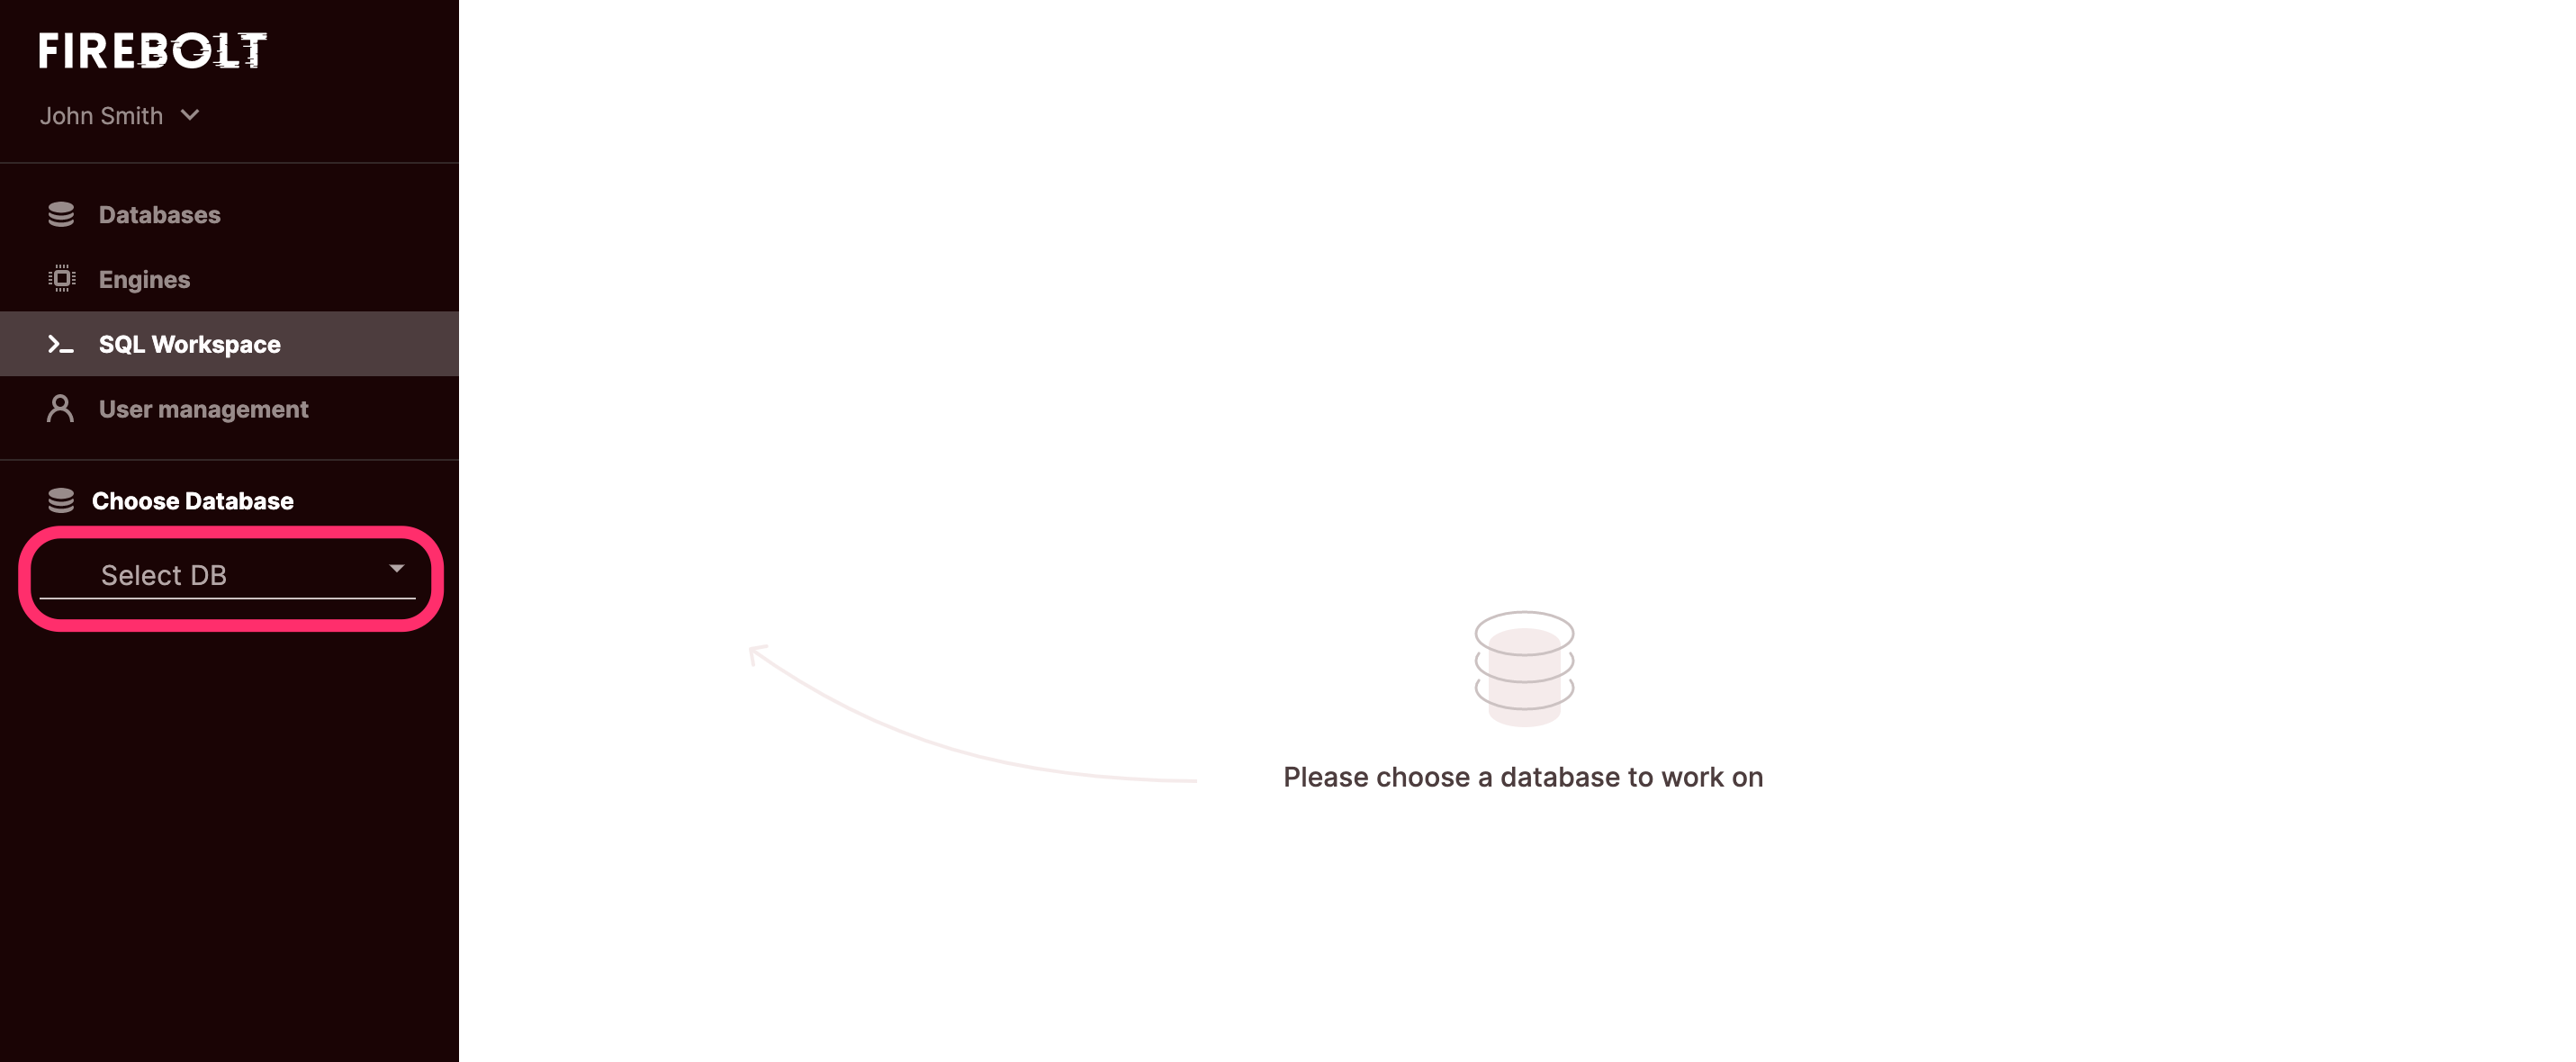 FIREBOLT
John Smith
Databases
Engines
SQL Workspace
User management
Choose Database
Select DB
Please choose a database to work on